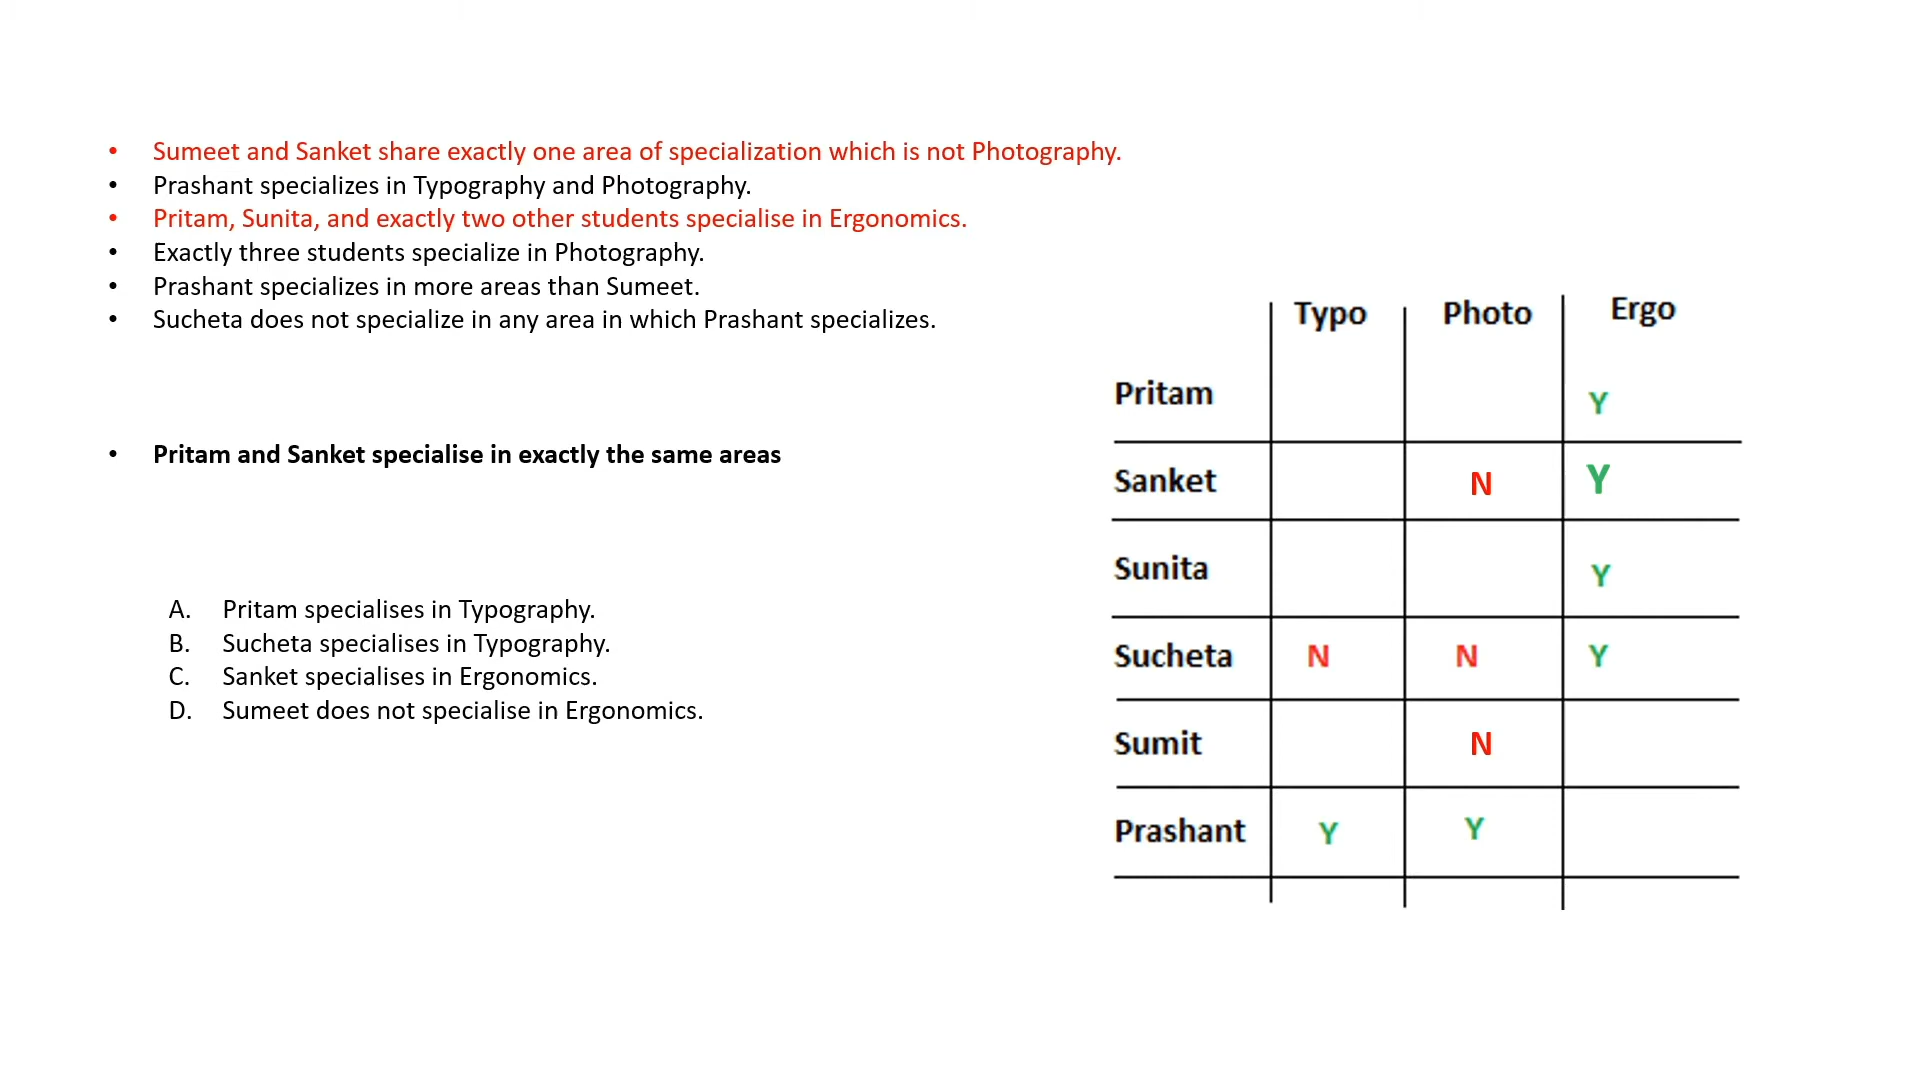 • Sumeet and Sanket share exactly one area of specialization which is not Photography.
• Prashant specializes in Typography and Photography.
• Pritam, Sunita, and exactly two other students specialise in Ergonomics.
• Exactly three students specialize in Photography.
• Prashant specializes in more areas than Sumeet.
• Sucheta does not specialize in any area in which Prashant specializes.
• Pritam and Sanket specialise in exactly the same areas
A. Pritam specialises in Typography.
B. Sucheta specialises in Typography.
C. Sanket specialises in Ergonomics.
D. Sumeet does not specialise in Ergonomics.
Typo Photo Ergo
Pritam Y
Sanket N Y
Sunita Y
Sucheta N N Y
Sumit N
Prashant Y Y